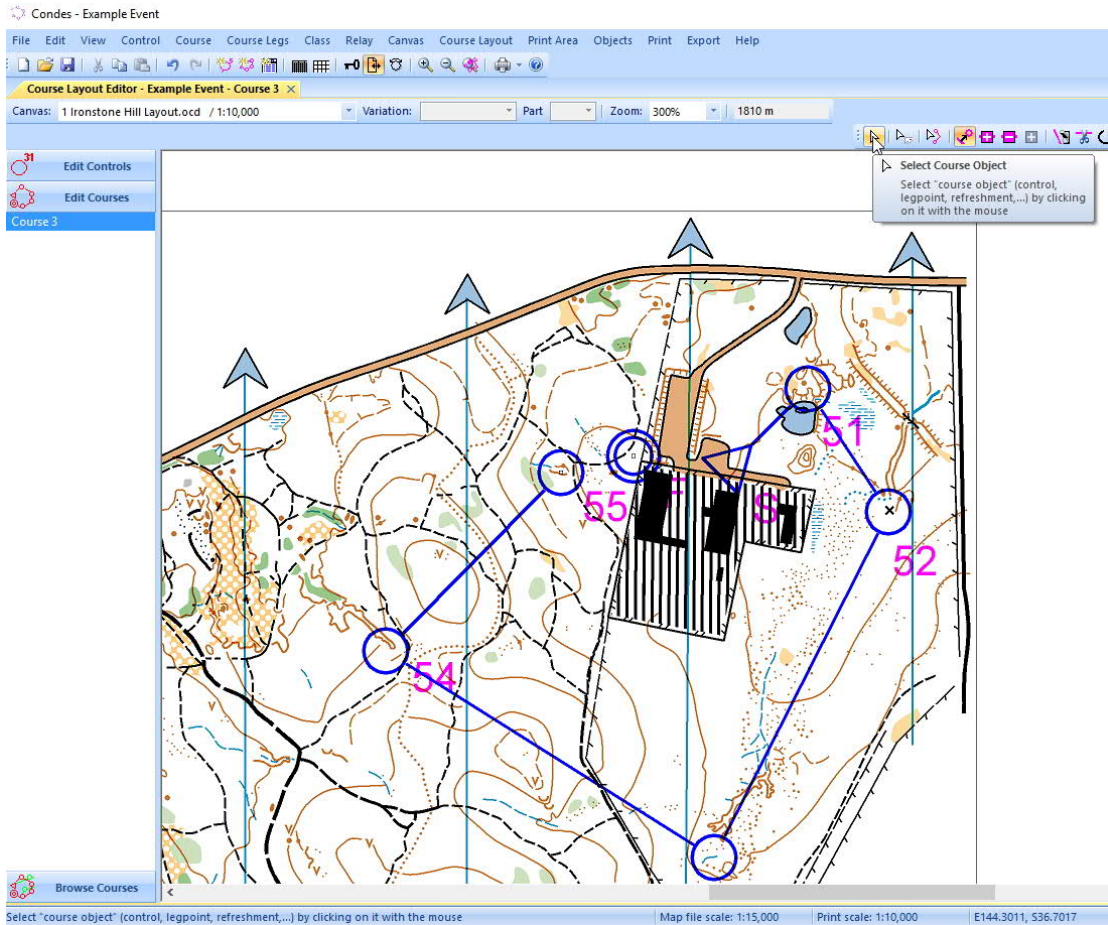 Condes - Example Event
File Edit View Control Course Course Legs Class Relay Canvas Course Layout Print Area Objects Print Export Help
Course Layout Editor - Example Event - Course 3
Canvas: 1 Ironstone Hill Layout.ocd / 1:10,000 Variation: Part Zoom: 300% 1810 m
31
Edit Controls
Edit Courses
Course 3
Select Course Object
Select "course object" (control,
legpoint, refreshment,...) by clicking
on it with the mouse
51
55
F
S
52
54
Browse Courses
Select "course object" (control, legpoint, refreshment,...) by clicking on it with the mouse Map file scale: 1:15,000 Print scale: 1:10,000 E144.3011, S36.7017